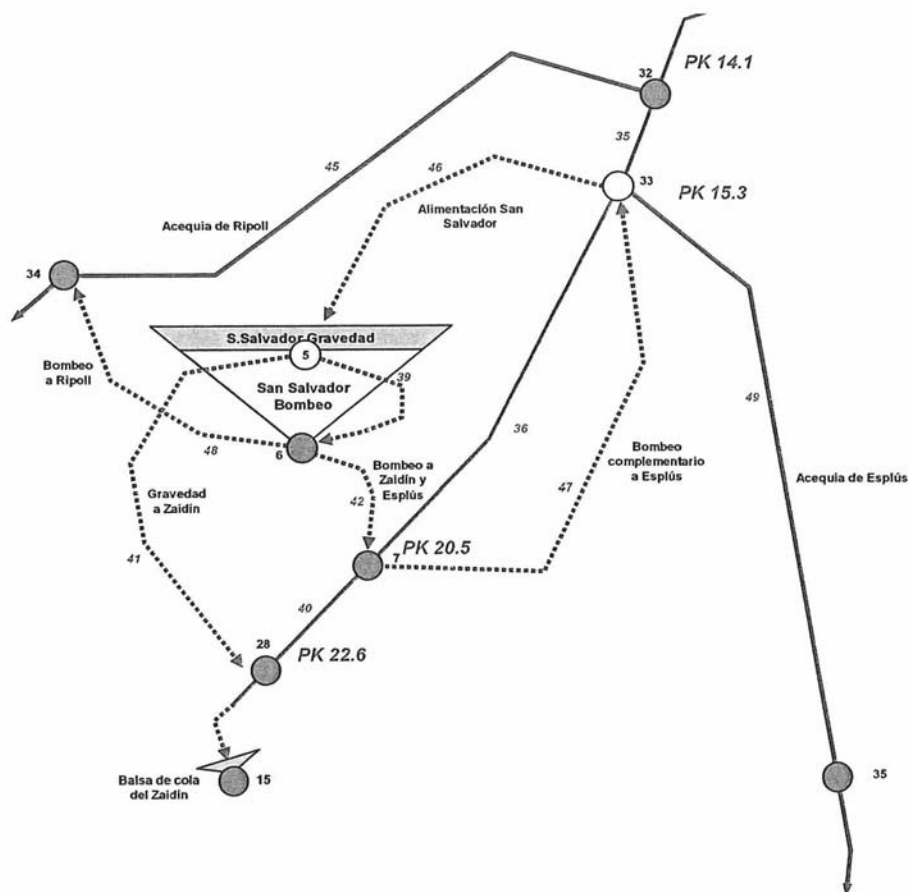 PK 14.1
32
35
45
46
33
PK 15.3
Alimentación San
Salvador
Acequia de Ripoll
34
S.Salvador Gravedad
5
Bombeo
a Ripoll
39
San Salvador
Bombeo
49
36
48
6
Bombeo a
Zaidín y
Esplús
Bombeo
complementario
a Esplús
Acequia de Esplús
Gravedad
a Zaidín
42
47
41
7
PK 20.5
40
28
PK 22.6
Balsa de cola
del Zaidín
15
35